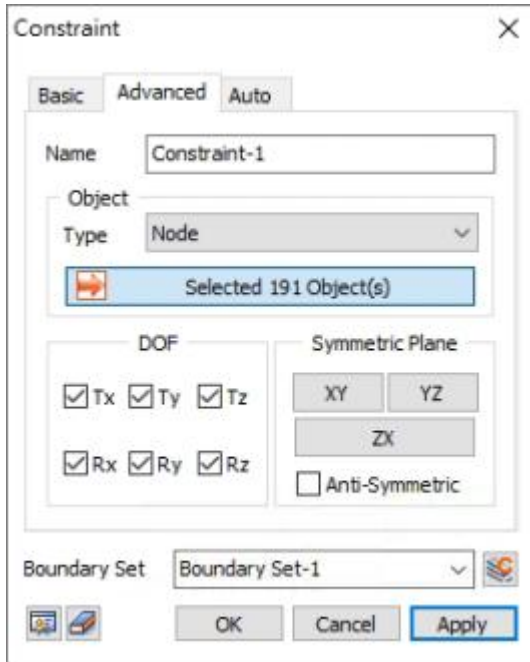 Constraint
Basic Advanced Auto
Name Constraint-1
Object
Type Node
Selected 191 Object(s)
DOF Symmetric Plane
Tx Ty Tz XY YZ
ZX
Rx Ry Rz
Anti-Symmetric
Boundary Set Boundary Set-1
OK Cancel Apply